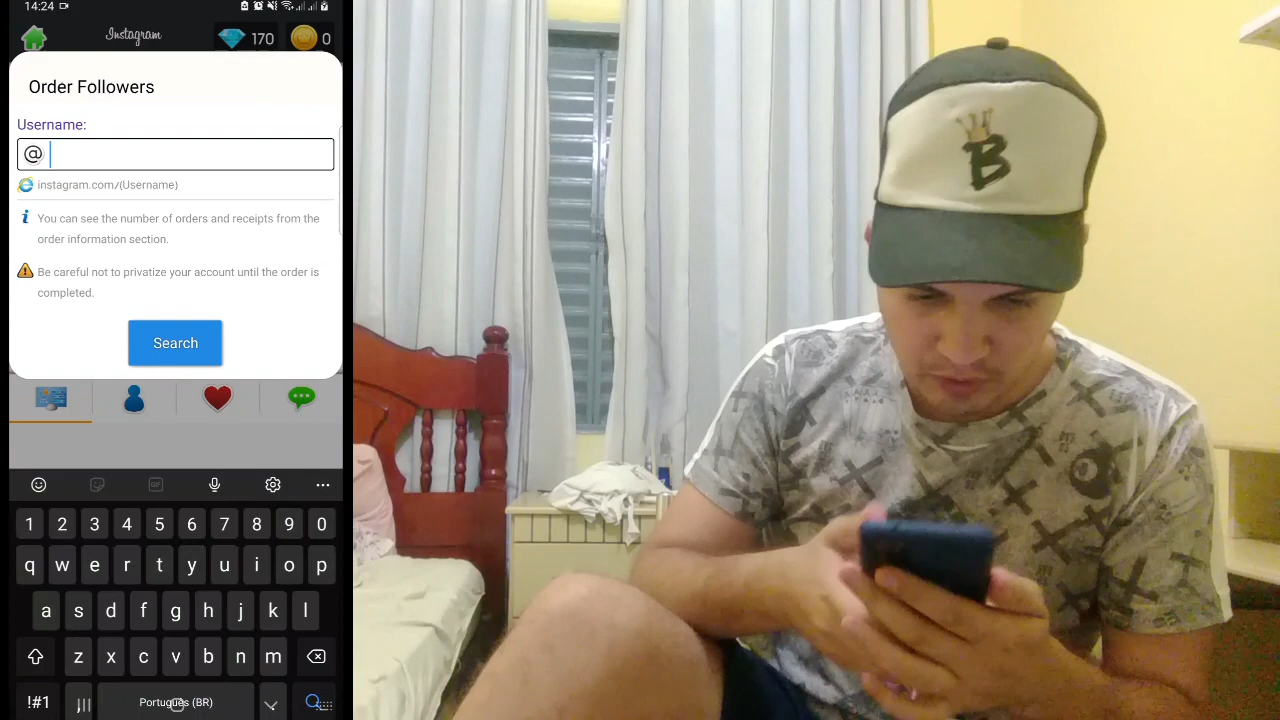 14:24
Instagram
170
0
Order Followers
Username:
@
instagram.com/(Username)
You can see the number of orders and receipts from the
order information section.
Be careful not to privatize your account until the order is
completed.
Search
GIF
1 2 3 4 5 6 7 8 9 0
q w e r t y u i o p
a s d f g h j k l
z x c v b n m
!#1
Português (BR)
B